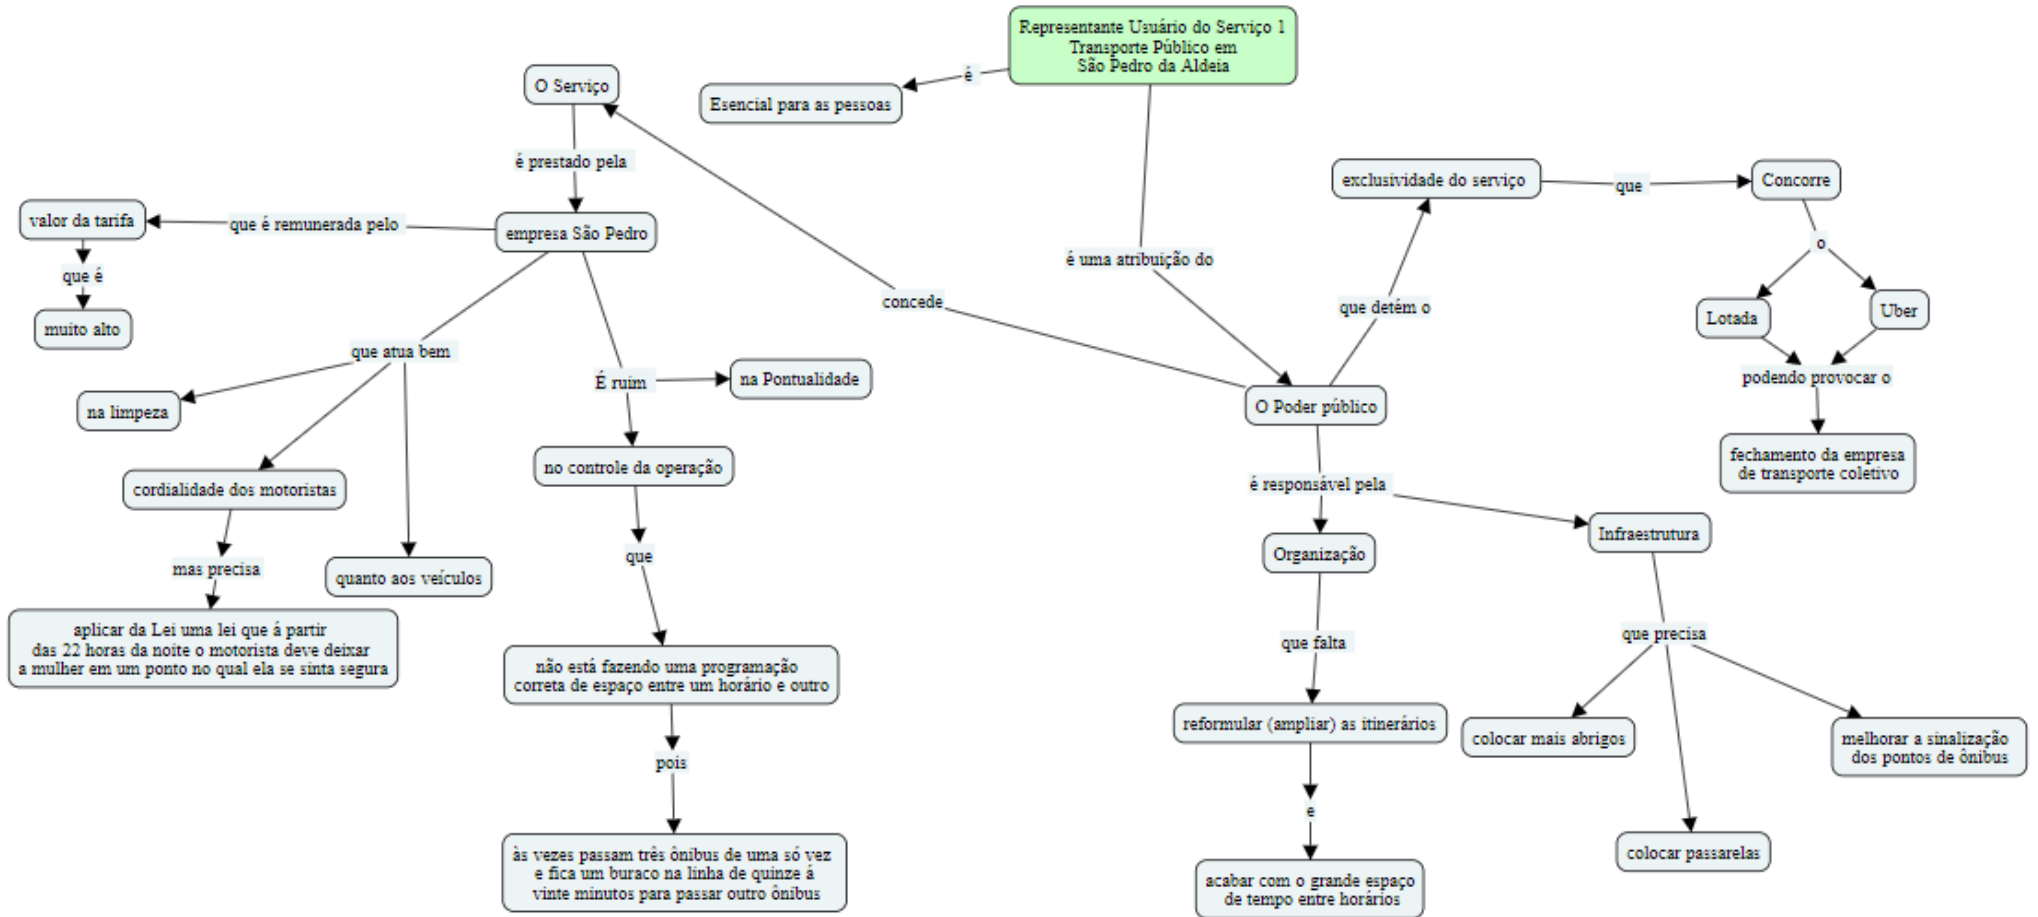 Representante Usuário do Serviço 1
Transporte Público em
São Pedro da Aldeia
é
Esencial para as pessoas
O Serviço
é prestado pela
empresa São Pedro
que é remunerada pelo
valor da tarifa
que é
muito alto
que atua bem
na limpeza
cordialidade dos motoristas
mas precisa
aplicar da Lei uma lei que á partir
das 22 horas da noite o motorista deve deixar
a mulher em um ponto no qual ela se sinta segura
quanto aos veículos
É ruim
na Pontualidade
no controle da operação
que
não está fazendo uma programação
correta de espaço entre um horário e outro
pois
às vezes passam três ônibus de uma só vez
e fica um buraco na linha de quinze á
vinte minutos para passar outro ônibus
concede
é uma atribuição do
O Poder público
que detém o
exclusividade do serviço
que
Concorre
o
Lotada
Uber
podendo provocar o
fechamento da empresa
de transporte coletivo
é responsável pela
Organização
que falta
reformular (ampliar) as itinerários
e
acabar com o grande espaço
de tempo entre horários
Infraestrutura
que precisa
colocar mais abrigos
colocar passarelas
melhorar a sinalização
dos pontos de ônibus